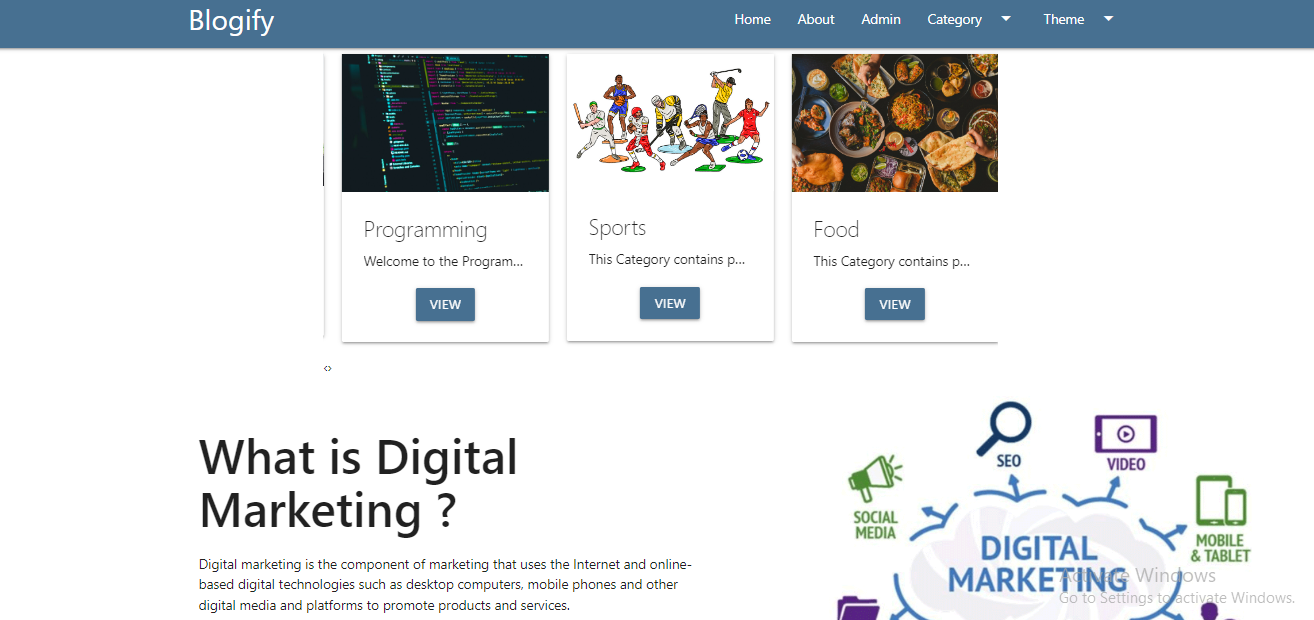 Blogify
Home About Admin Category Theme
Programming
Welcome to the Program...
VIEW
Sports
This Category contains p...
VIEW
Food
This Category contains p...
VIEW
‹›
What is Digital
Marketing ?
Digital marketing is the component of marketing that uses the Internet and online-
based digital technologies such as desktop computers, mobile phones and other
digital media and platforms to promote products and services.
SEO
VIDEO
SOCIAL
MEDIA
MOBILE
& TABLET
DIGITAL
MARKETING
Activate Windows
Go to Settings to activate Windows.